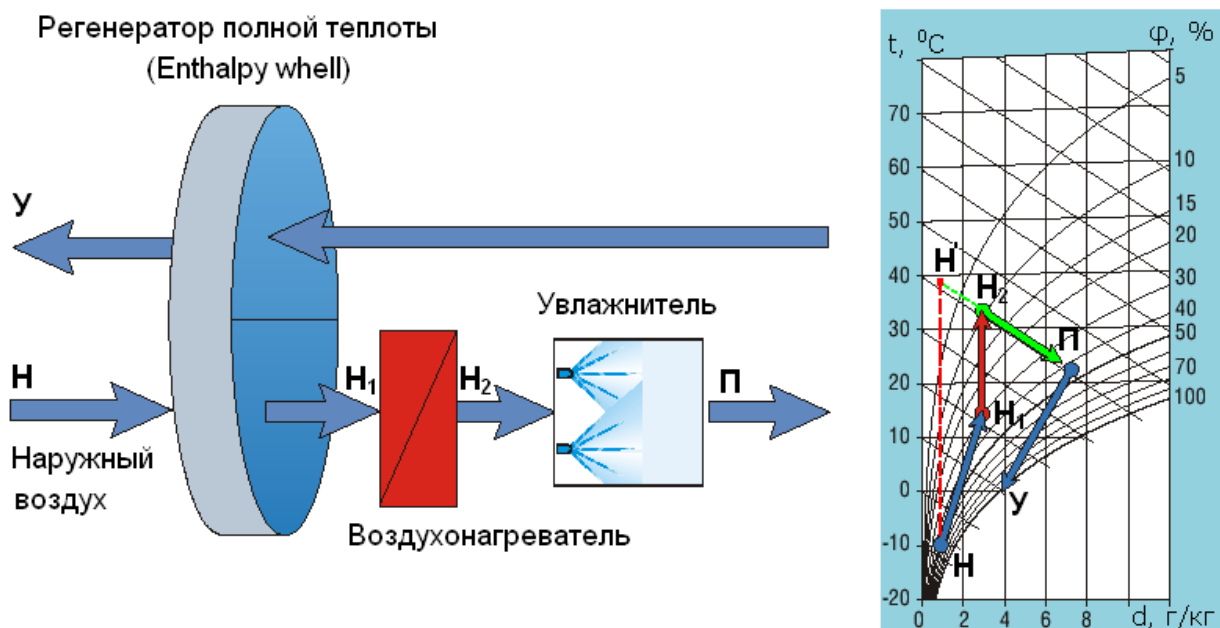 Регенератор полной теплоты
(Enthalpy whell)
У
Н
Наружный
воздух
Н1
Н2
Воздухонагреватель
Увлажнитель
П
t, ⁰C
φ, %
70
60
50
40
30
20
10
0
-10
-20
5
10
15
20
30
40
50
70
100
Н'
Н2
П
Н1
У
Н
0
2
4
6
8
d, г/кг